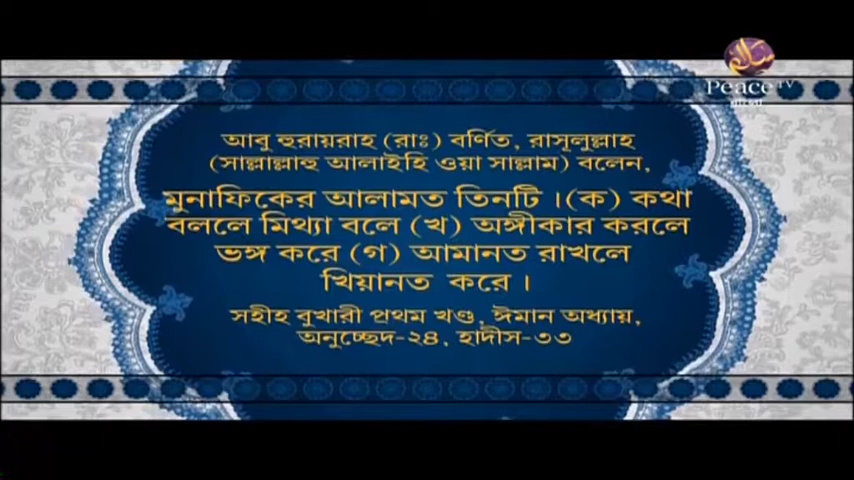 سلام
Peace TV
বাংলা
আবু হুরায়রাহ (রাঃ) বর্ণিত, রাসূলুল্লাহ
(সাল্লাল্লাহু আলাইহি ওয়া সাল্লাম) বলেন,
মুনাফিকের আলামত তিনটি ।(ক) কথা
বললে মিথ্যা বলে (খ) অঙ্গীকার করলে
ভঙ্গ করে (গ) আমানত রাখলে
খিয়ানত করে ।
সহীহ বুখারী প্রথম খণ্ড, ঈমান অধ্যায়,
অনুচ্ছেদ-২৪, হাদীস-৩৩